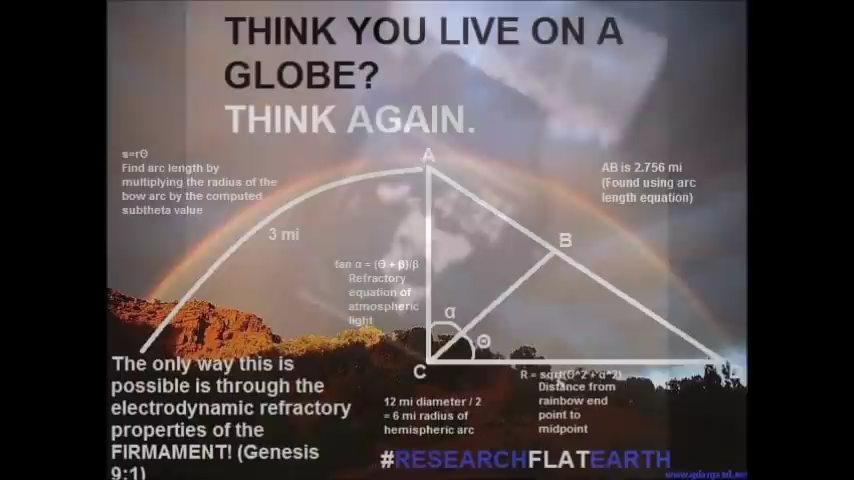 THINK YOU LIVE ON A
GLOBE?
THINK AGAIN.
s=rΘ
Find arc length by
multiplying the radius of the
bow arc by the computed
subtheta value
A
AB is 2.756 mi
(Found using arc
length equation)
3 mi
B
tan α = (Θ + β)/β
Refractory
equation of
atmospheric
light
α
Θ
C
The only way this is
possible is through the
electrodynamic refractory
properties of the
FIRMAMENT! (Genesis
9:1)
12 mi diameter / 2
= 6 mi radius of
hemispheric arc
R = sqrt(Θ^2 + α^2)
Distance from
rainbow end
point to
midpoint
#RESEARCHFLATEARTH